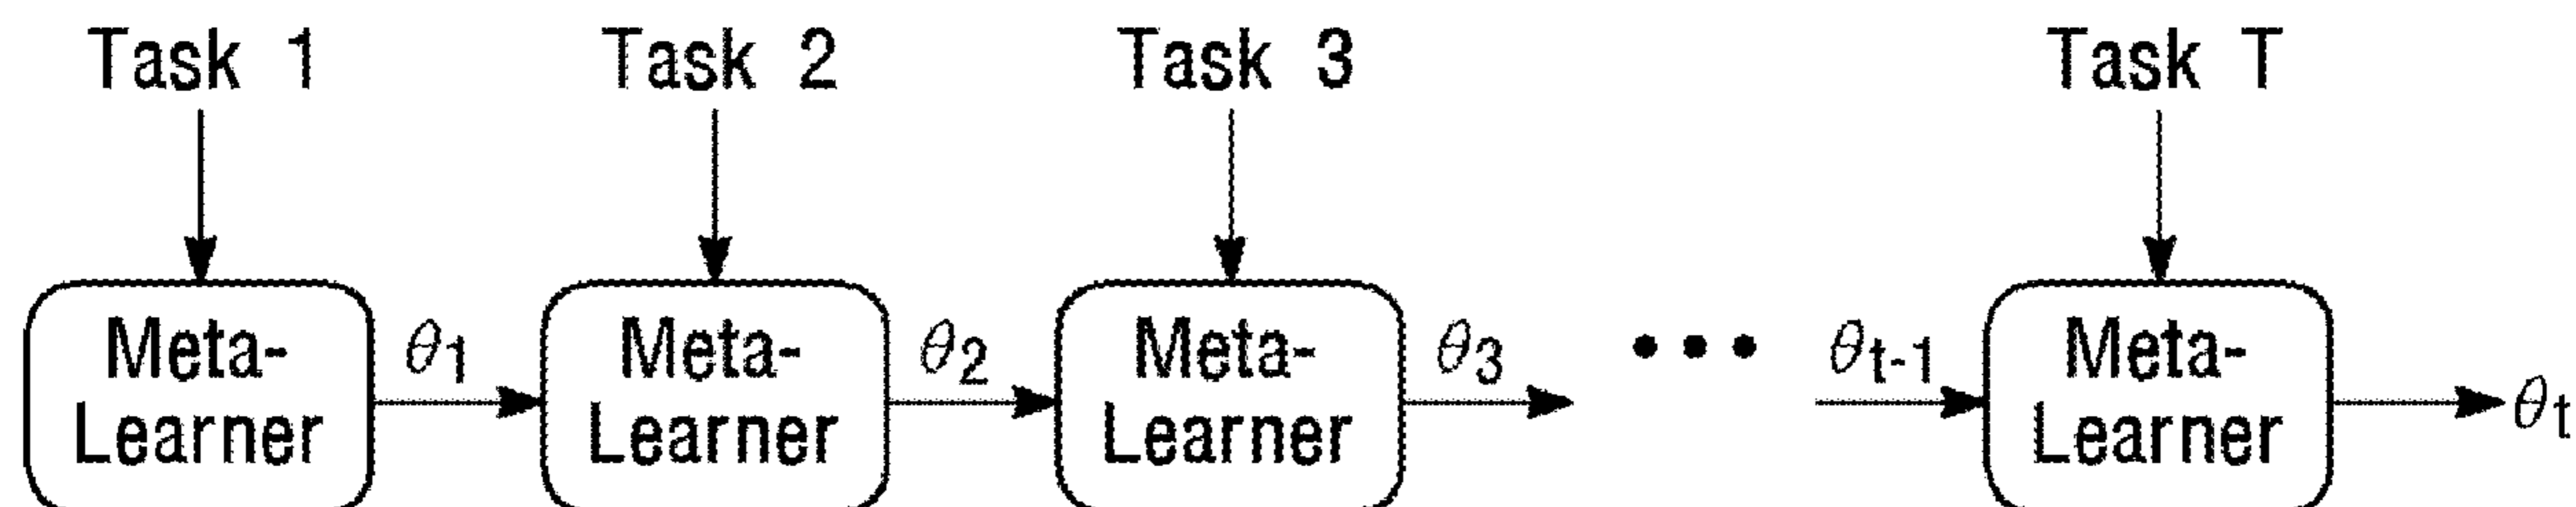 Task 1 Task 2 Task 3 Task T
Meta- Meta- Meta- Meta-
θ1 θ2 θ3 ••• θt-1
Learner Learner Learner Learner
θt